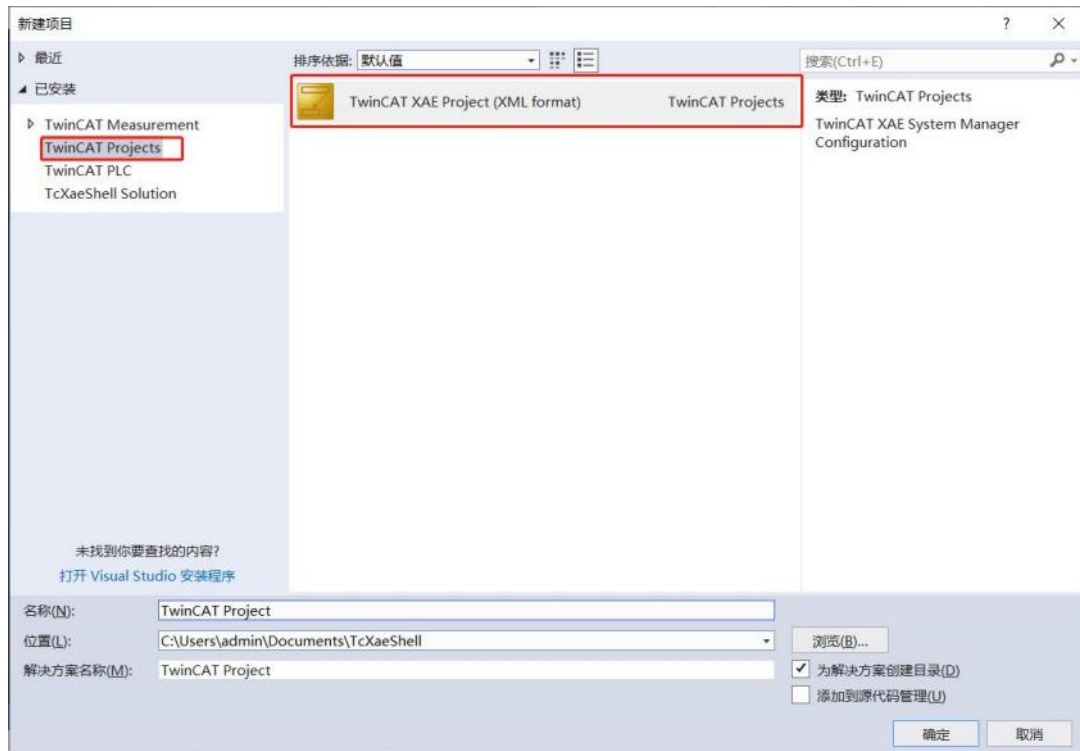 新建项目
? ×
最近
排序依据: 默认值
搜索(Ctrl+E)
已安装
TwinCAT Measurement
TwinCAT Projects
TwinCAT PLC
TcXaeShell Solution
TwinCAT XAE Project (XML format) TwinCAT Projects
类型: TwinCAT Projects
TwinCAT XAE System Manager
Configuration
未找到你要查找的内容?
打开 Visual Studio 安装程序
名称(N): TwinCAT Project
位置(L): C:\Users\admin\Documents\TcXaeShell 浏览(B)...
解决方案名称(M): TwinCAT Project
为解决方案创建目录(D)
添加到源代码管理(U)
确定 取消